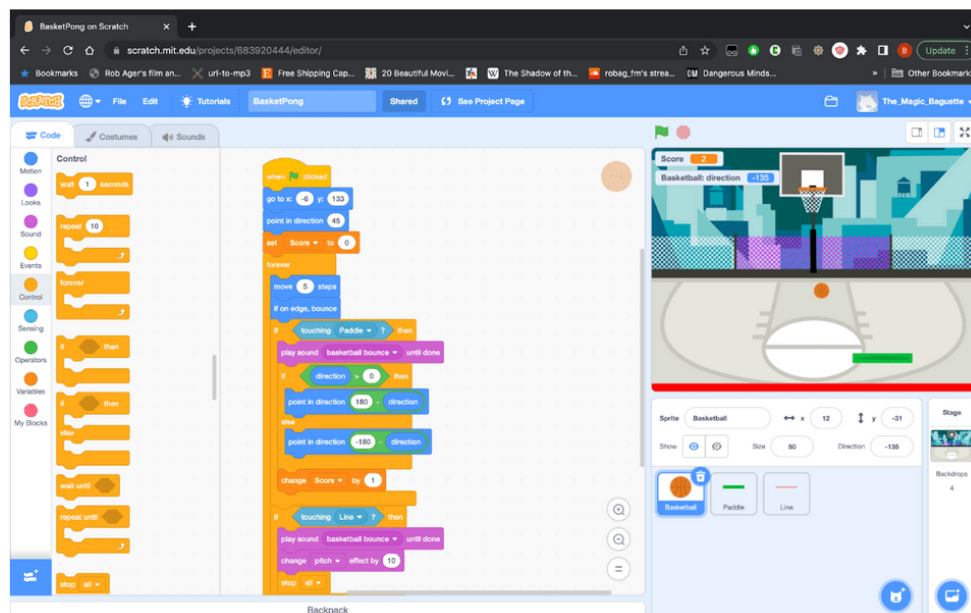 BasketPong on Scratch
scratch.mit.edu/projects/683920444/editor/
B
Update
Bookmarks
Rob Ager's film an...
url-to-mp3
Free Shipping Cap...
20 Beautiful Movi...
The Shadow of th...
robag_fm's strea...
Dangerous Minds...
»
Other Bookmark
SCRATCH
File
Edit
Tutorials
BasketPong
Shared
See Project Page
The_Magic_Baguette
Code
Costumes
Sounds
Motion
Looks
Sound
Events
Control
Sensing
Operators
Variables
My Blocks
Control
wait 1 seconds
repeat 10
forever
if then
if then
else
wait until
repeat until
stop all
when clicked
go to x: -6 y: 133
point in direction 45
set Score to 0
forever
move 5 steps
if on edge, bounce
if touching Paddle ? then
play sound basketball bounce until done
if direction > 0 then
point in direction 180 - direction
else
point in direction -180 - direction
change Score by 1
if touching Line ? then
play sound basketball bounce until done
change pitch effect by 10
stop all
Backpack
Score 2
Basketball: direction -135
Sprite Basketball x 12 y -31
Show Size 50 Direction -135
Basketball
Paddle
Line
Stage
Backdrops
4